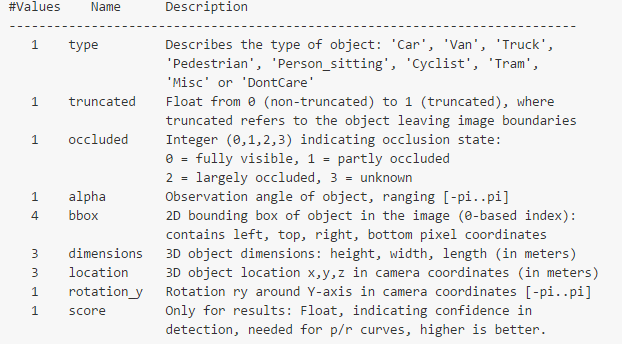 #Values    Name      Description
----------------------------------------------------------------------------
   1    type         Describes the type of object: 'Car', 'Van', 'Truck',
                     'Pedestrian', 'Person_sitting', 'Cyclist', 'Tram',
                     'Misc' or 'DontCare'
   1    truncated    Float from 0 (non-truncated) to 1 (truncated), where
                     truncated refers to the object leaving image boundaries
   1    occluded     Integer (0,1,2,3) indicating occlusion state:
                     0 = fully visible, 1 = partly occluded
                     2 = largely occluded, 3 = unknown
   1    alpha        Observation angle of object, ranging [-pi..pi]
   4    bbox         2D bounding box of object in the image (0-based index):
                     contains left, top, right, bottom pixel coordinates
   3    dimensions   3D object dimensions: height, width, length (in meters)
   3    location     3D object location x,y,z in camera coordinates (in meters)
   1    rotation_y   Rotation ry around Y-axis in camera coordinates [-pi..pi]
   1    score        Only for results: Float, indicating confidence in
                     detection, needed for p/r curves, higher is better.